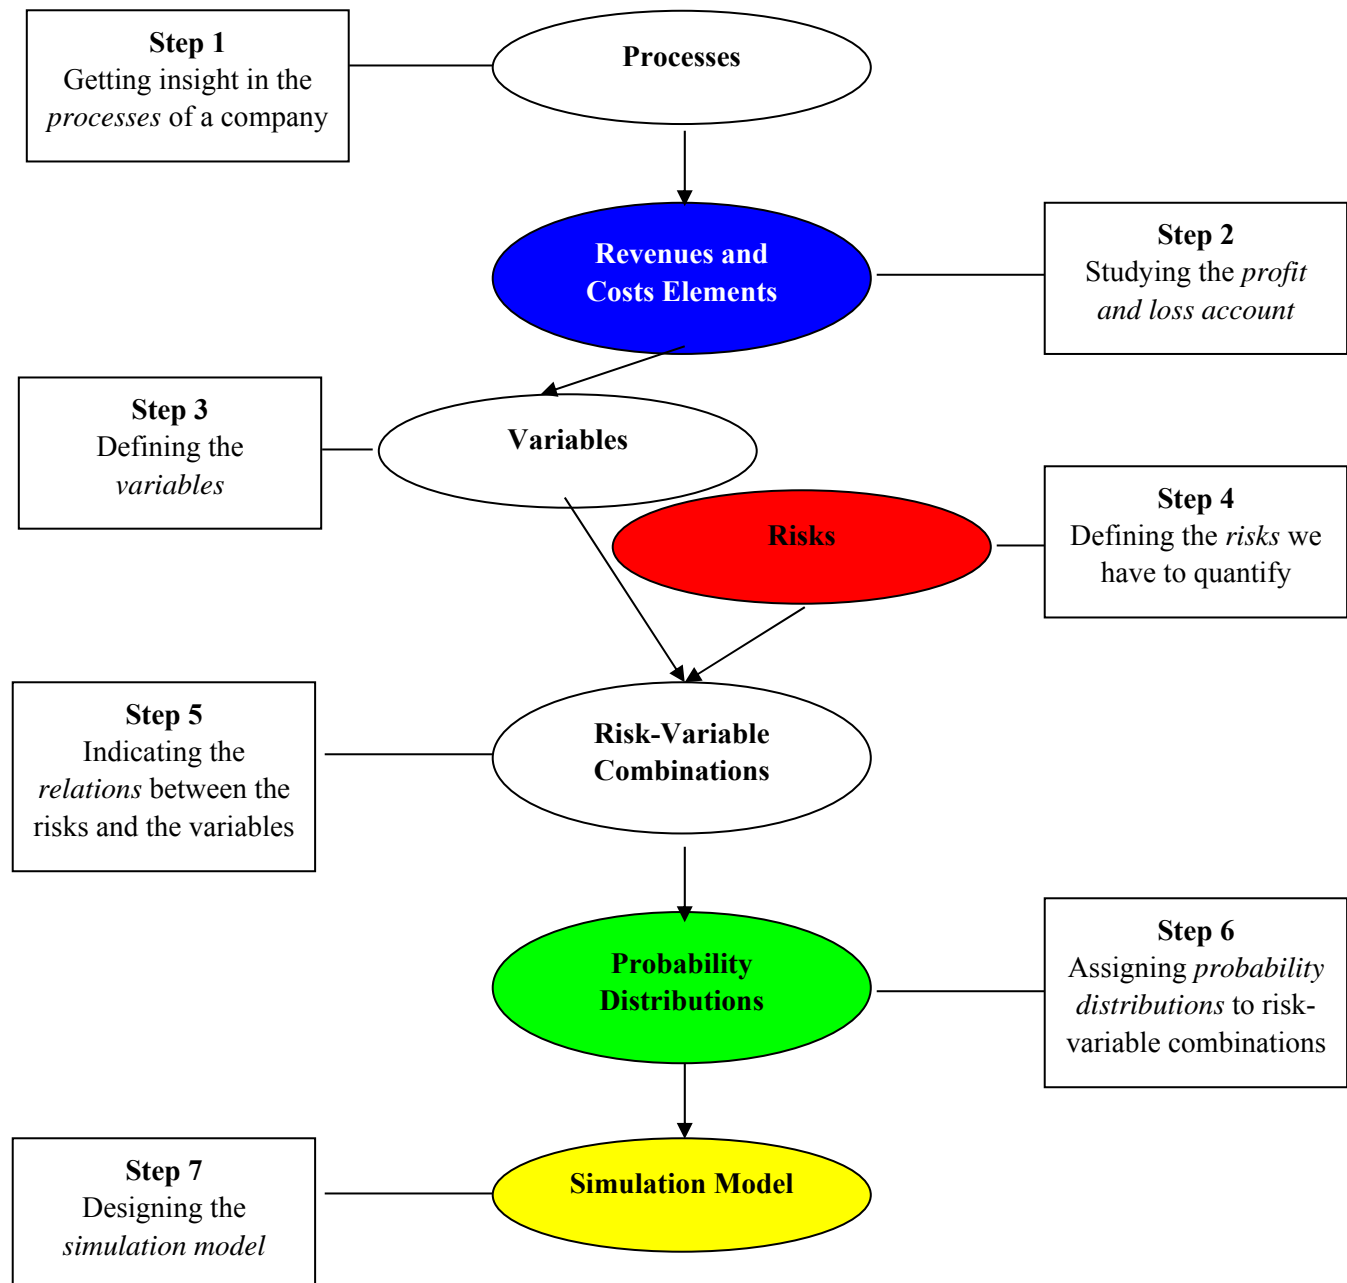 Step 1
Getting insight in the
processes of a company
Processes
Revenues and
Costs Elements
Step 2
Studying the profit
and loss account
Step 3
Defining the
variables
Variables
Risks
Step 4
Defining the risks we
have to quantify
Step 5
Indicating the
relations between the
risks and the variables
Risk-Variable
Combinations
Probability
Distributions
Step 6
Assigning probability
distributions to risk-
variable combinations
Step 7
Designing the
simulation model
Simulation Model